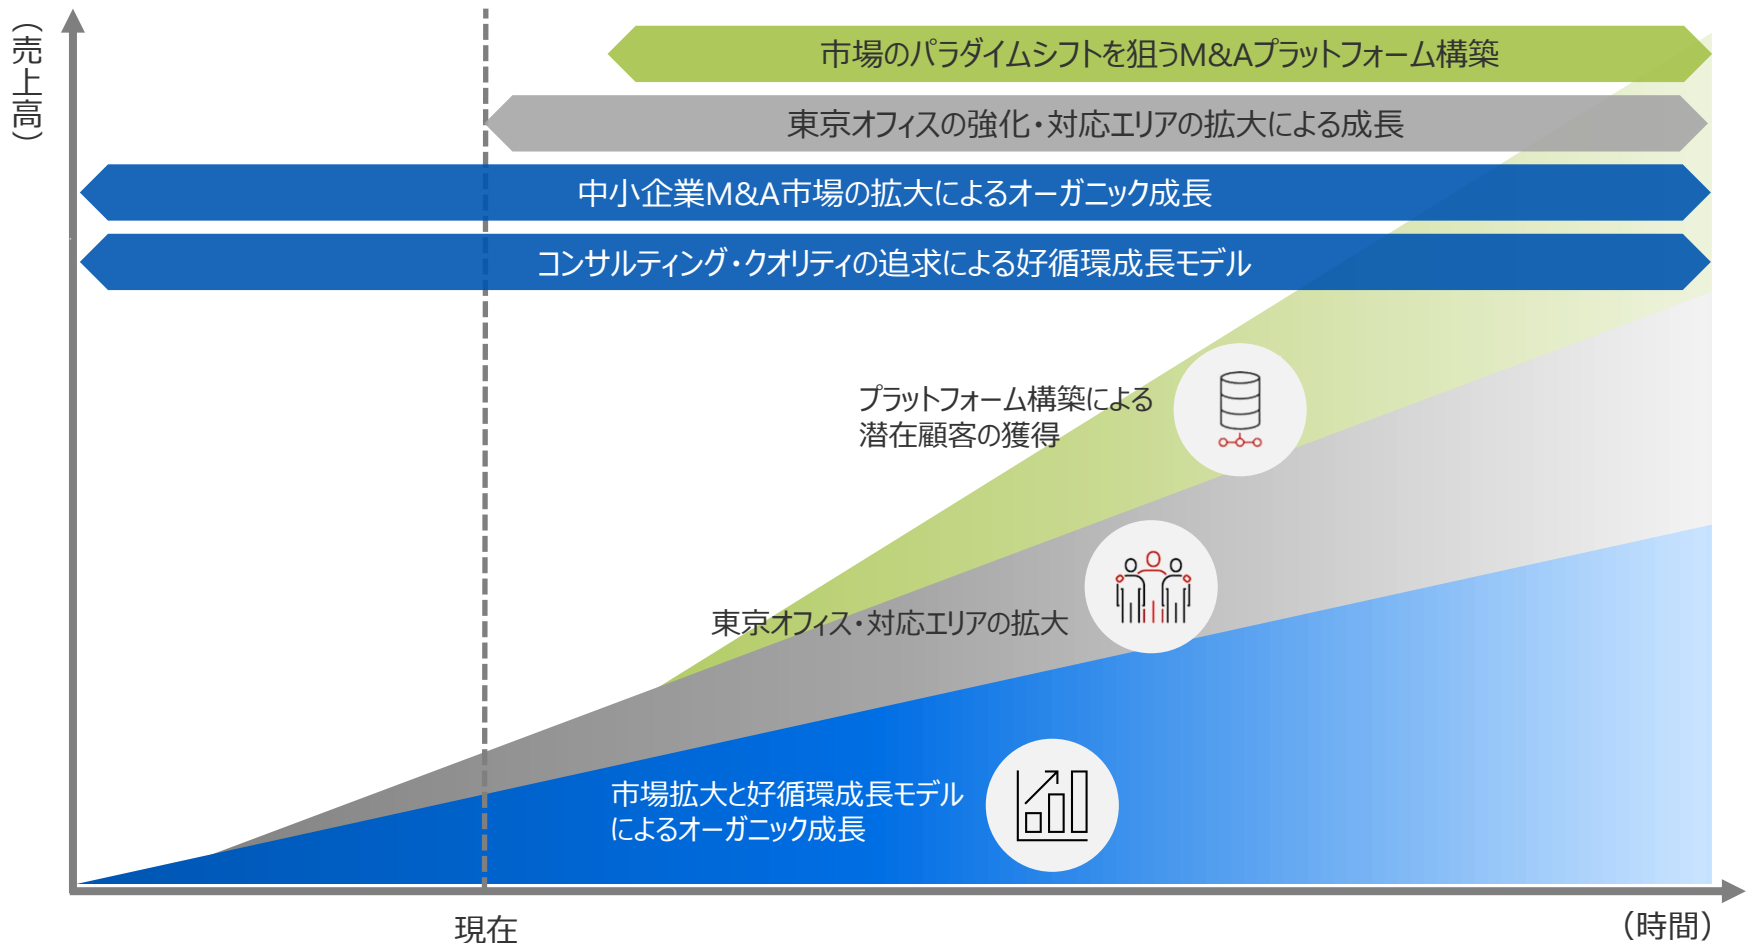 （売上高）
市場のパラダイムシフトを狙うM&Aプラットフォーム構築
東京オフィスの強化・対応エリアの拡大による成長
中小企業M&A市場の拡大によるオーガニック成長
コンサルティング・クオリティの追求による好循環成長モデル
プラットフォーム構築による
潜在顧客の獲得
東京オフィス・対応エリアの拡大
市場拡大と好循環成長モデル
によるオーガニック成長
現在
（時間）